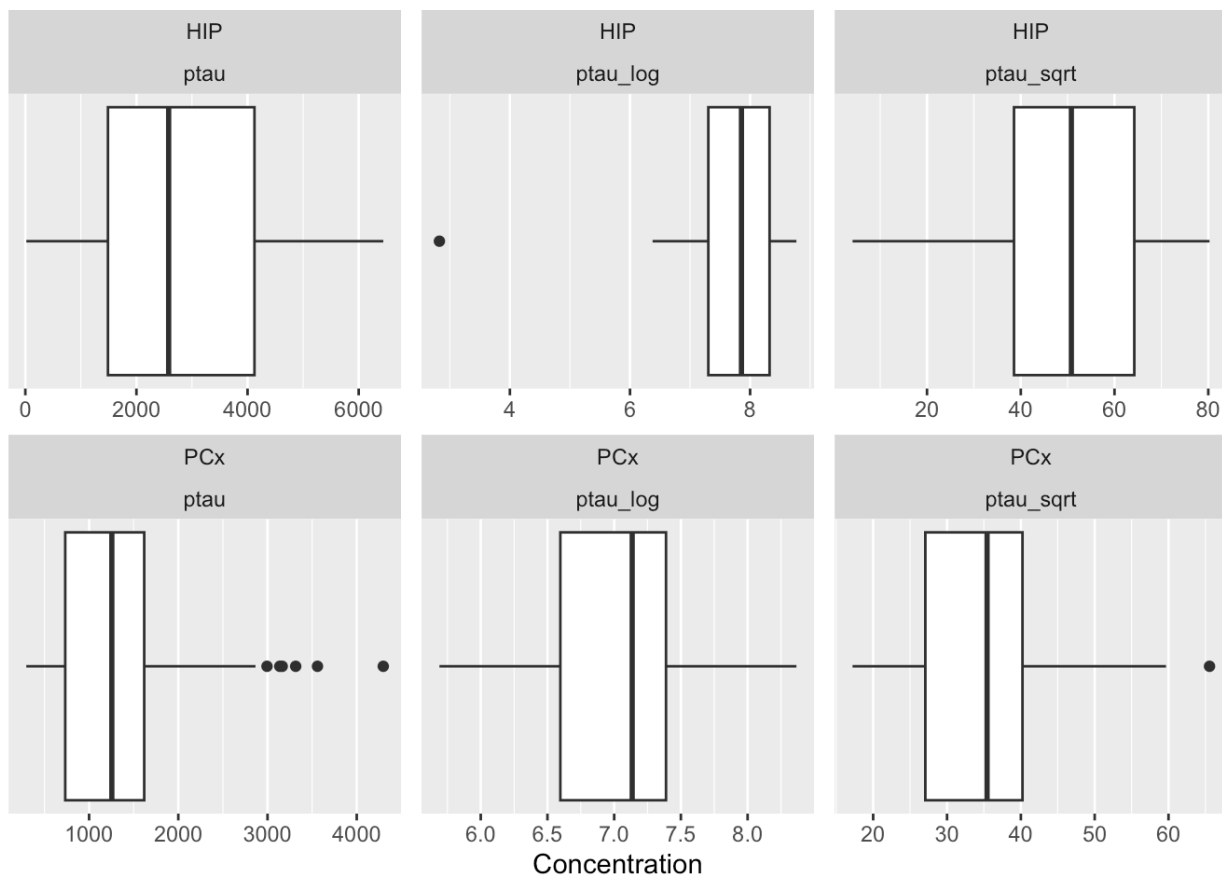 HIP HIP HIP
ptau ptau_log ptau_sqrt
0 2000 4000 6000 4 6 8 20 40 60 80
PCx PCx PCx
ptau ptau_log ptau_sqrt
1000 2000 3000 4000 6.0 6.5 7.0 7.5 8.0 20 30 40 50 60
Concentration